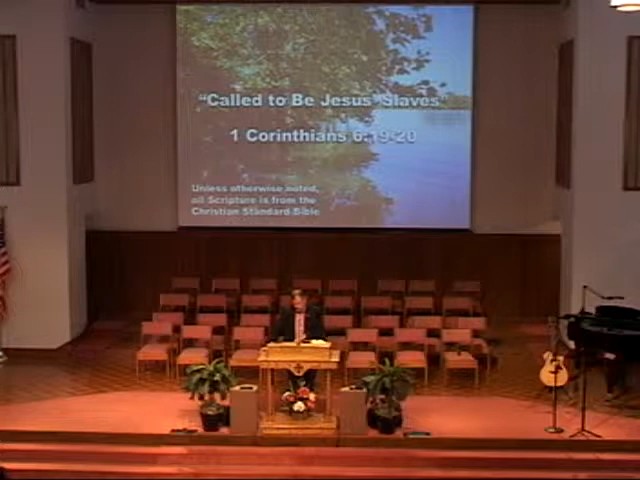 “Called to Be Jesus' Slaves”
1 Corinthians 6:19-20
Unless otherwise noted,
all Scripture is from the
Christian Standard Bible